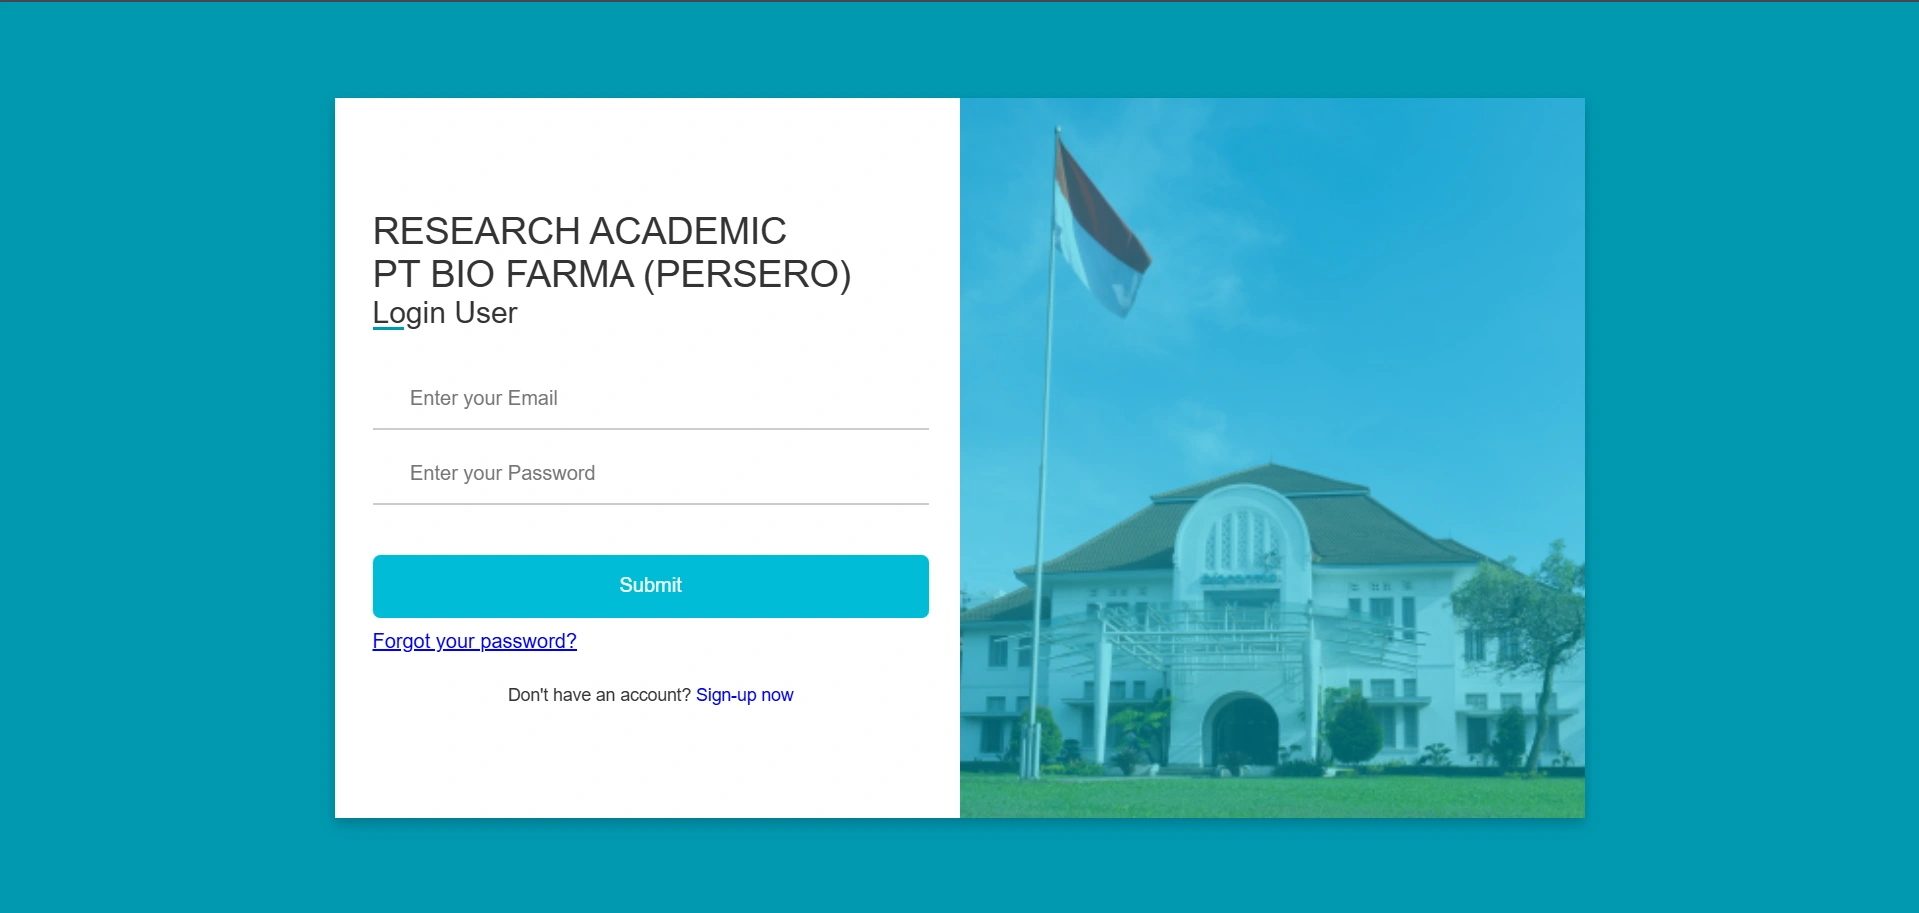 RESEARCH ACADEMIC
PT BIO FARMA (PERSERO)
Login User
Enter your Email
Enter your Password
Submit
Forgot your password?
Don't have an account? Sign-up now
biofarma